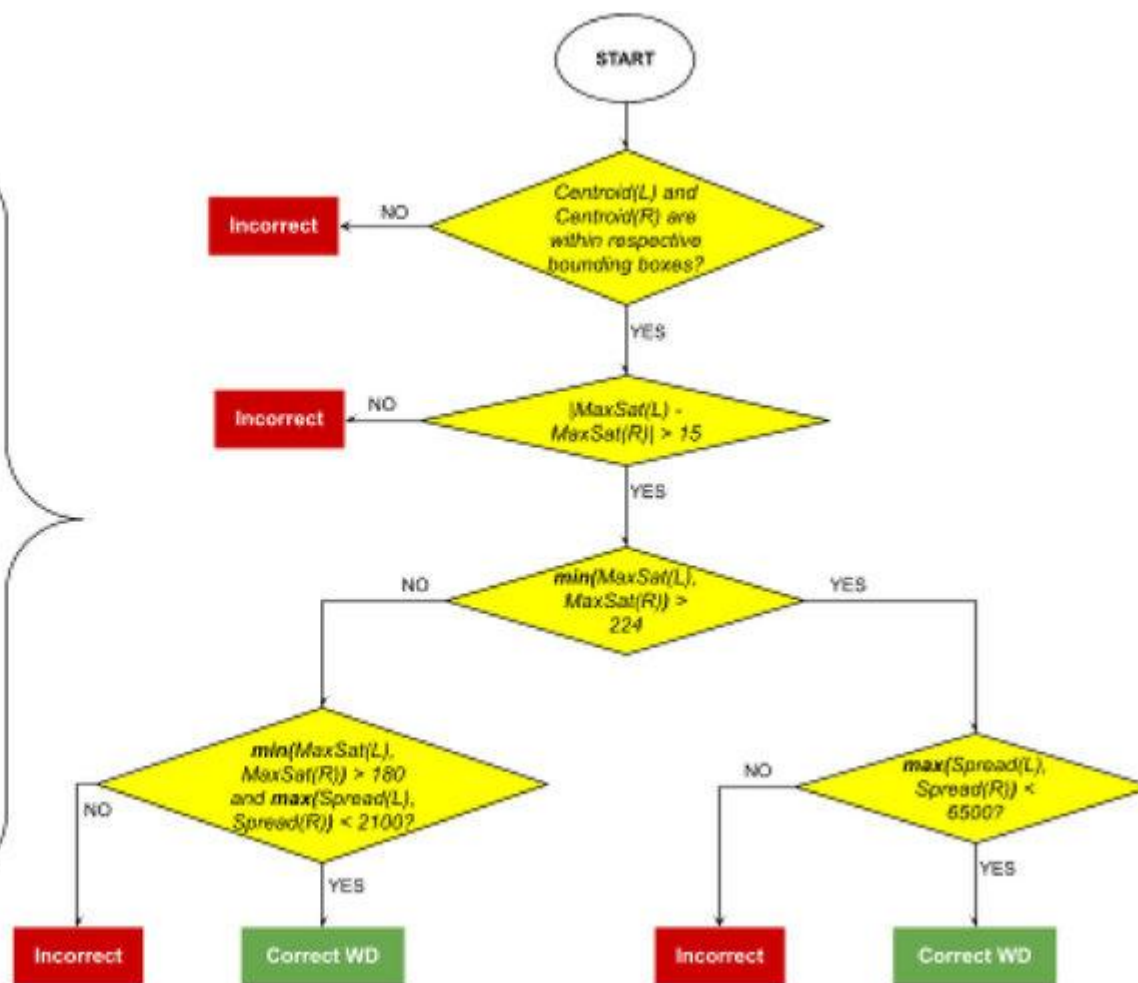 START
Centroid(L) and
Centroid(R) are
within respective
bounding boxes?
NO
Incorrect
YES
|MaxSat(L) -
MaxSat(R)| > 15
NO
Incorrect
YES
min(MaxSat(L),
MaxSat(R)) >
224
NO
YES
min(MaxSat(L),
MaxSat(R)) > 180
and max(Spread(L),
Spread(R)) < 2100?
max(Spread(L),
Spread(R)) <
5500?
NO
NO
YES
YES
Incorrect
Correct WD
Incorrect
Correct WD